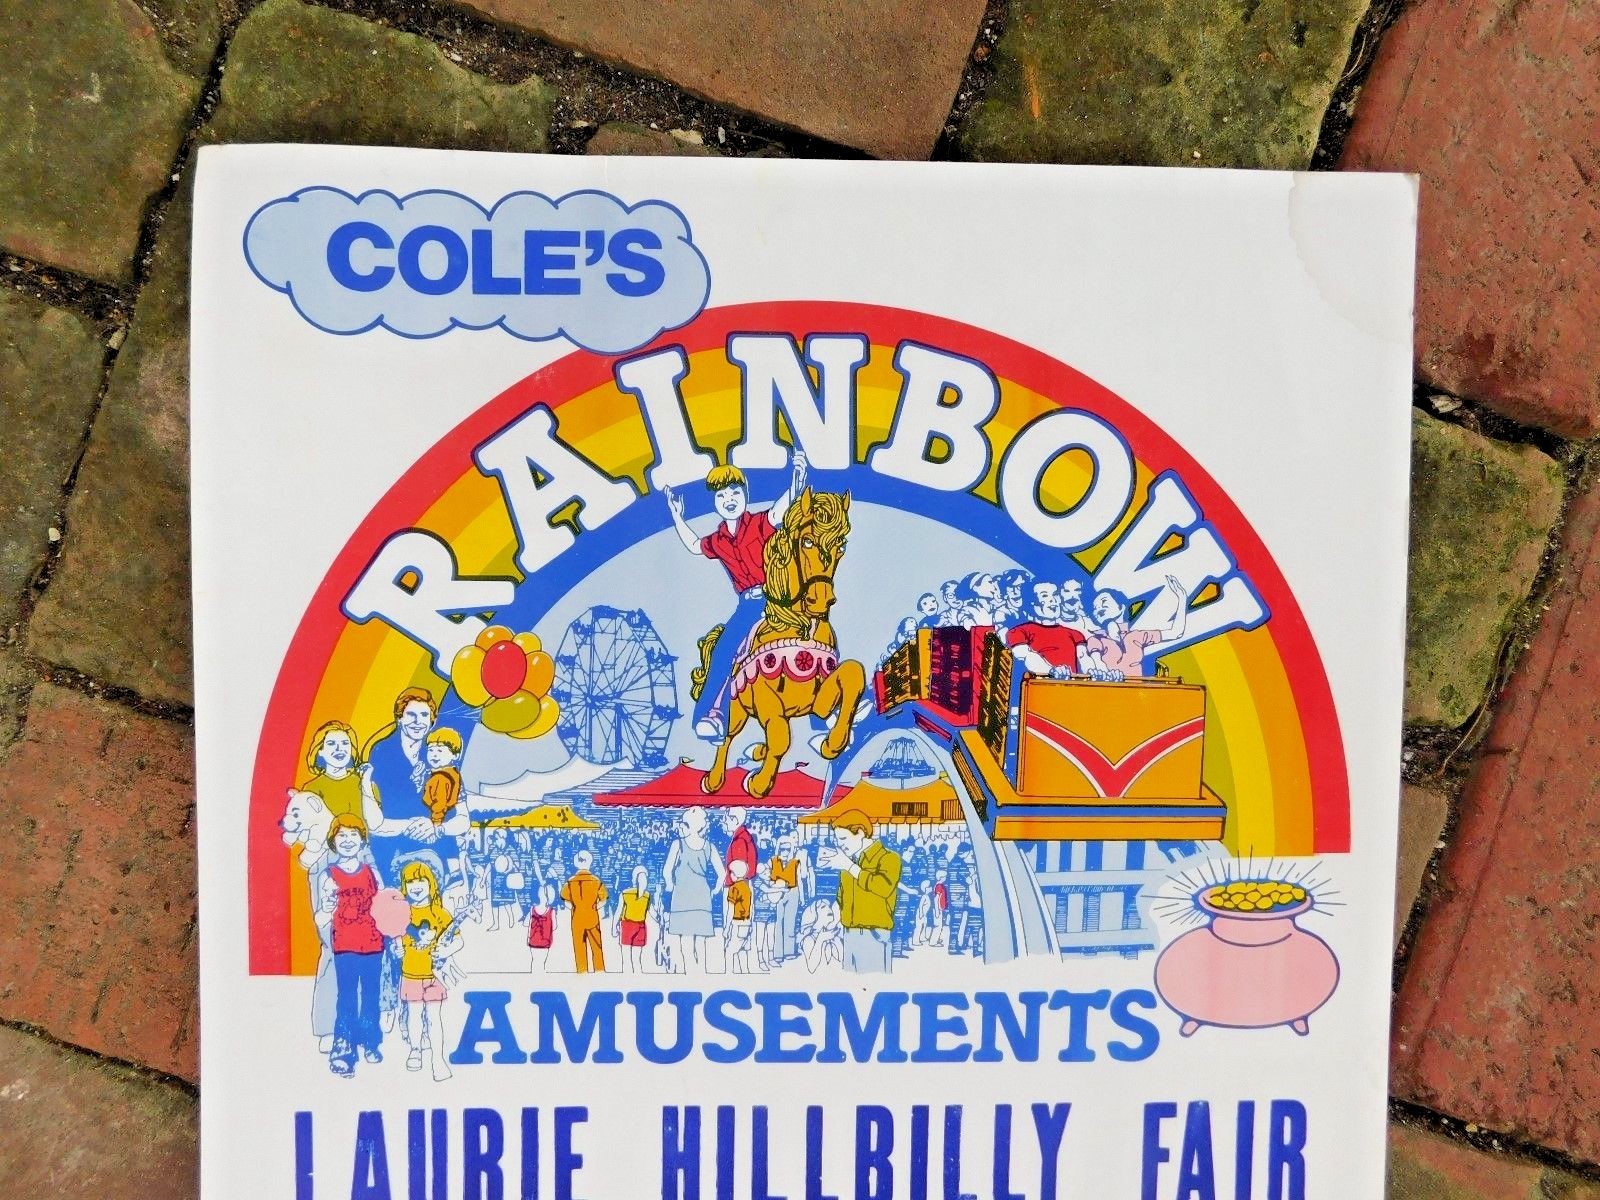 COLE'S
RAINBOW
AMUSEMENTS
LAURIE HILLBILLY FAIR